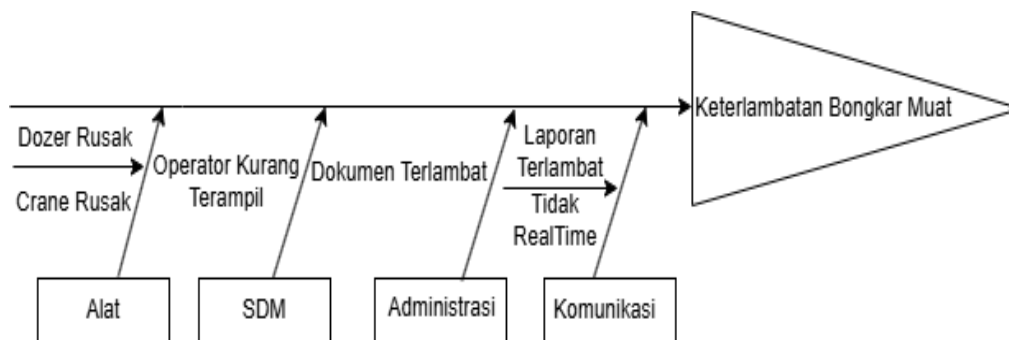 Keterlambatan Bongkar Muat
Dozer Rusak
Crane Rusak
Operator Kurang
Terampil
Dokumen Terlambat
Laporan
Terlambat
Tidak
RealTime
Alat
SDM
Administrasi
Komunikasi